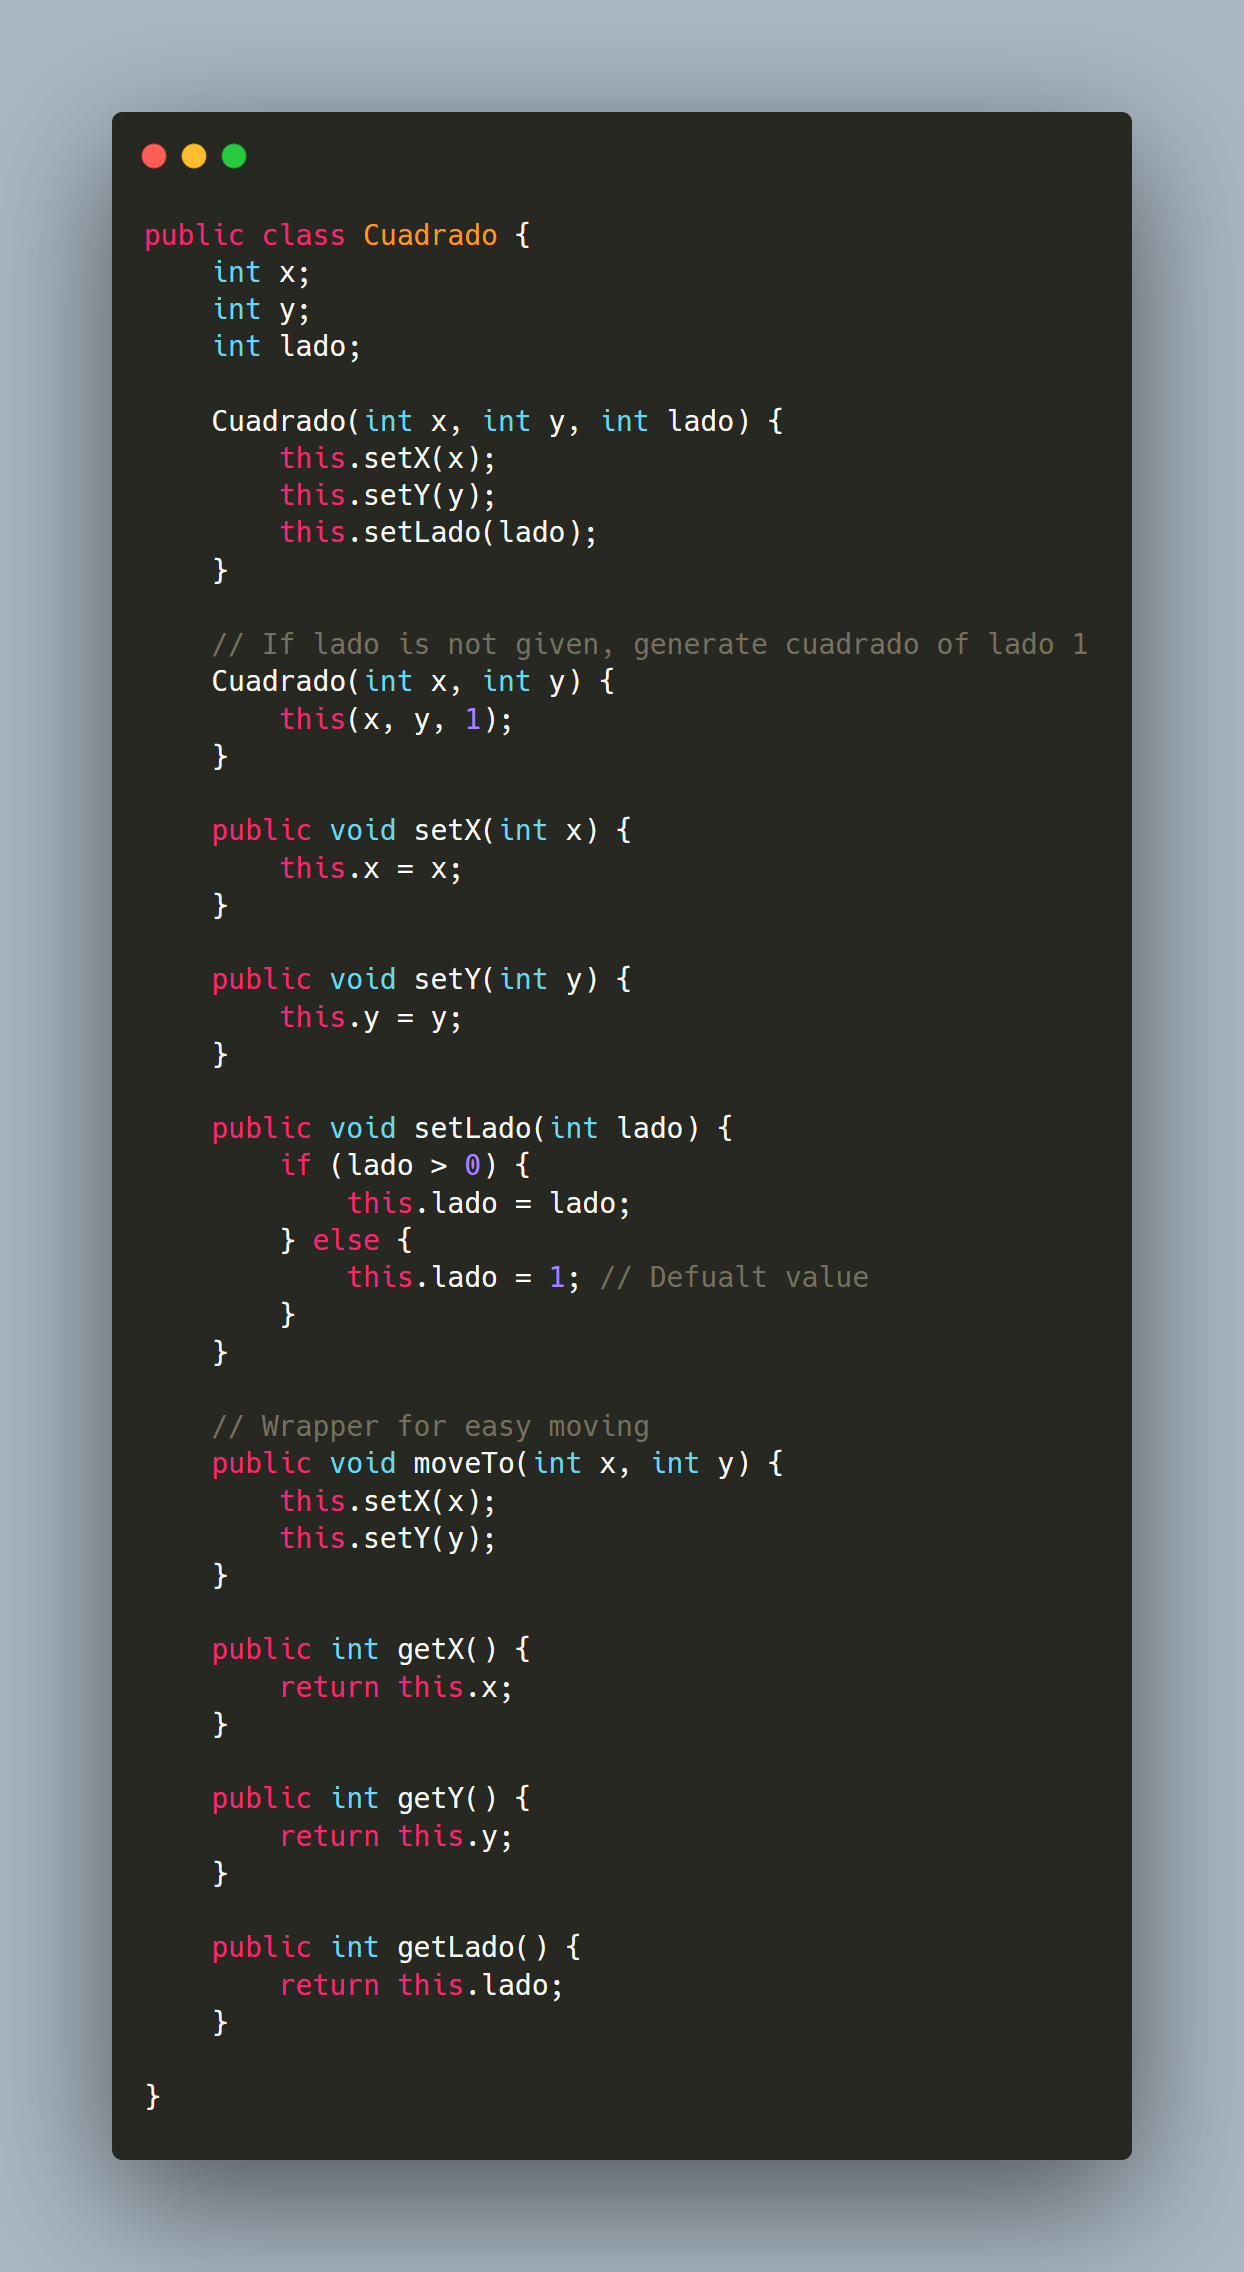 public class Cuadrado {
    int x;
    int y;
    int lado;

    Cuadrado(int x, int y, int lado) {
        this.setX(x);
        this.setY(y);
        this.setLado(lado);
    }

    // If lado is not given, generate cuadrado of lado 1
    Cuadrado(int x, int y) {
        this(x, y, 1);
    }

    public void setX(int x) {
        this.x = x;
    }

    public void setY(int y) {
        this.y = y;
    }

    public void setLado(int lado) {
        if (lado > 0) {
            this.lado = lado;
        } else {
            this.lado = 1; // Defualt value
        }
    }

    // Wrapper for easy moving
    public void moveTo(int x, int y) {
        this.setX(x);
        this.setY(y);
    }

    public int getX() {
        return this.x;
    }

    public int getY() {
        return this.y;
    }

    public int getLado() {
        return this.lado;
    }

}